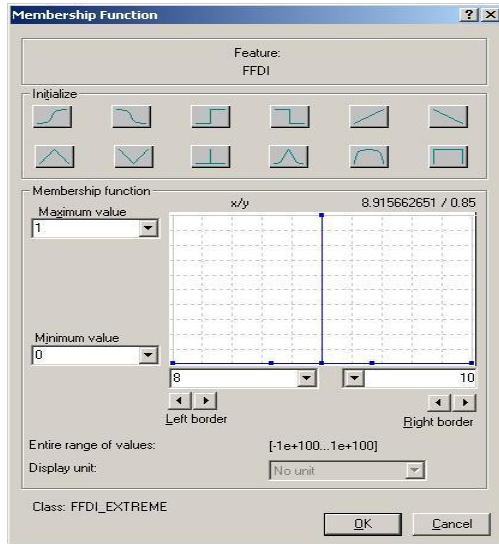 Membership Function
Feature:
FFDI
Initialize
Membership function
x/y 8.915662651 / 0.85
Maximum value
1
Minimum value
0
8 10
Left border Right border
Entire range of values: [-1e+100...1e+100]
Display unit: No unit
Class: FFDI_EXTREME
OK Cancel